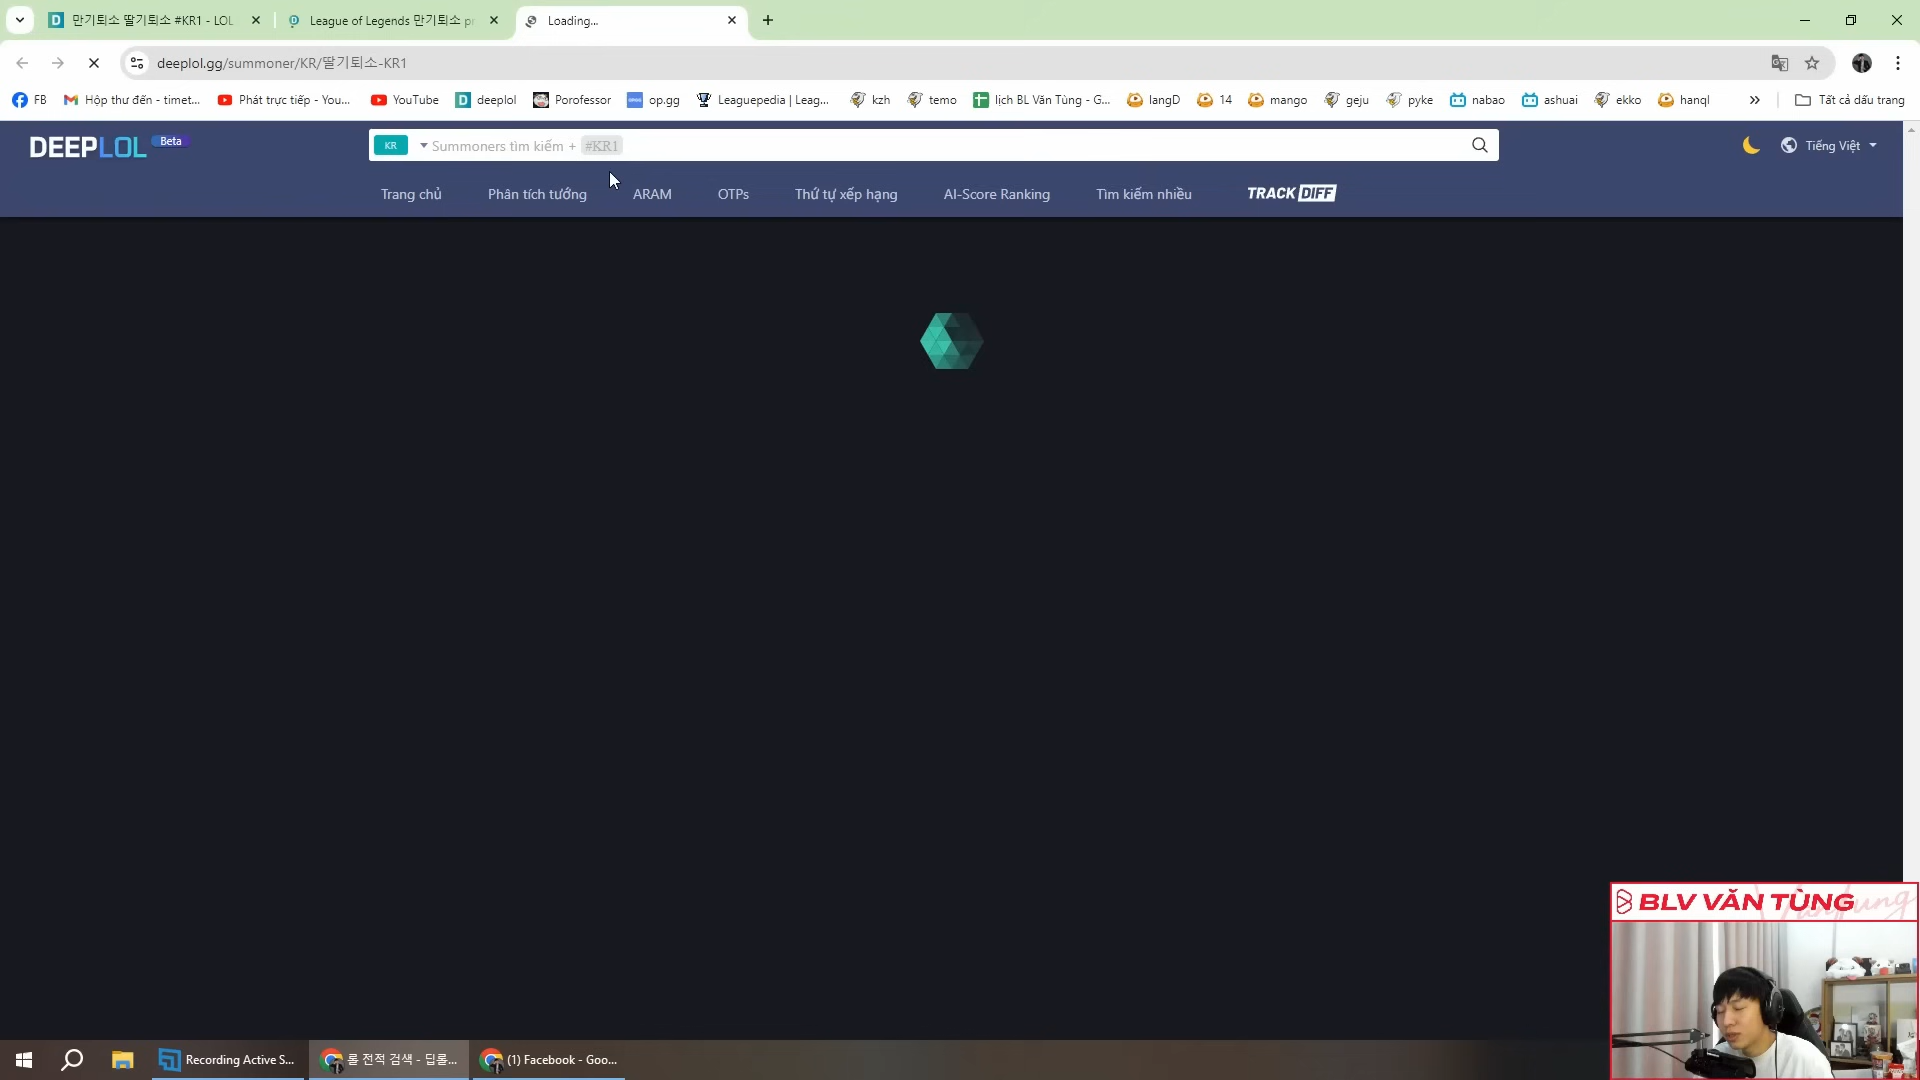 만기퇴소 딸기퇴소 #KR1 - LOL
League of Legends 만기퇴소 pr
Loading...
deeplol.gg/summoner/KR/딸기퇴소-KR1
FB
Hộp thư đến - timet...
Phát trực tiếp - You...
YouTube
deeplol
Porofessor
op.gg
Leaguepedia | Leag...
kzh
temo
lịch BL Văn Tùng - G...
langD
14
mango
geju
pyke
nabao
ashuai
ekko
hanql
Tất cả dấu trang
DEEPLOL Beta
KR Summoners tìm kiếm + #KR1
Tiếng Việt
Trang chủ
Phân tích tướng
ARAM
OTPs
Thứ tự xếp hạng
AI-Score Ranking
Tìm kiếm nhiều
TRACK DIFF
BLV VĂN TÙNG
Recording Active S...
롤 전적 검색 - 딥롤...
(1) Facebook - Goo...